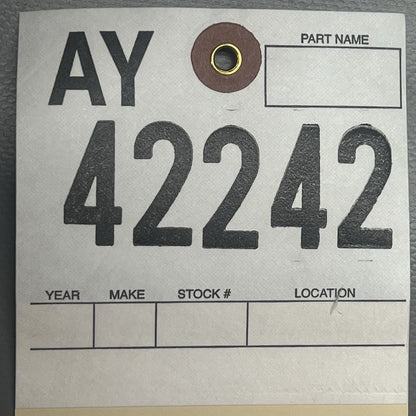 AY
PART NAME
42242
YEAR MAKE STOCK # LOCATION